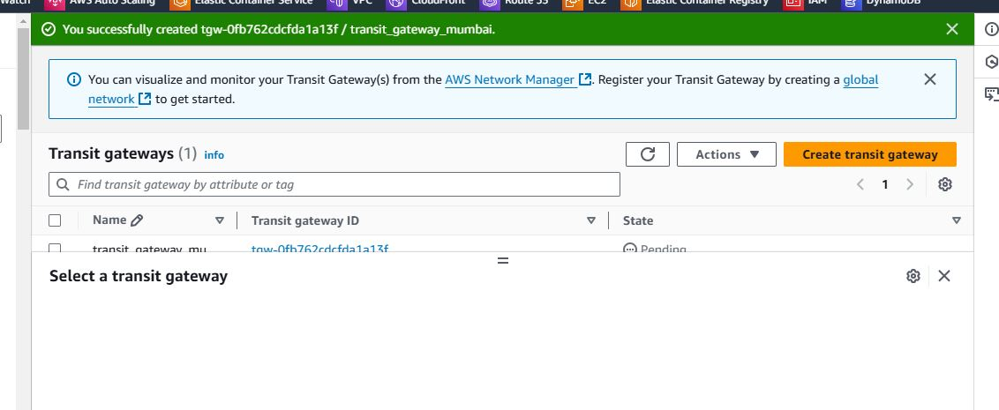 watch AWS Auto Scaling Elastic Container Service VPC CloudFront Route 53 EC2 Elastic Container Registry IAM DynamoDB
You successfully created tgw-0fb762cdcfda1a13f / transit_gateway_mumbai.
You can visualize and monitor your Transit Gateway(s) from the AWS Network Manager. Register your Transit Gateway by creating a global
network to get started.
Transit gateways (1) info
Actions
Create transit gateway
Find transit gateway by attribute or tag
1
Name Transit gateway ID State
transit_gateway_mu... tgw-0fb762cdcfda1a13f Pending
Select a transit gateway